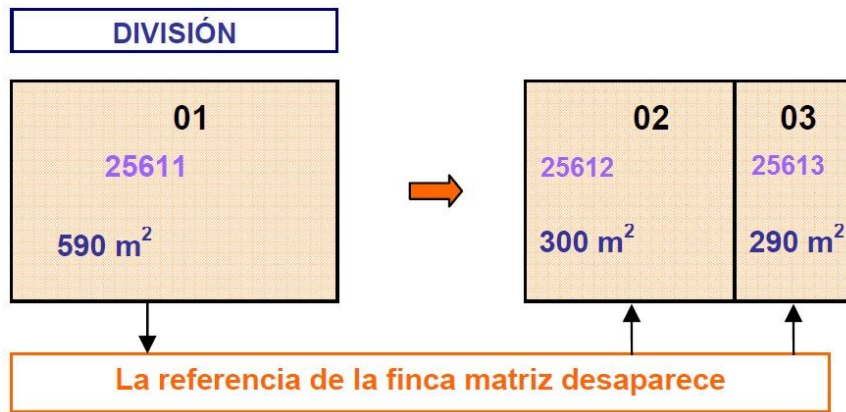 DIVISIÓN
01
25611
590 m²
02
25612
300 m²
03
25613
290 m²
La referencia de la finca matriz desaparece